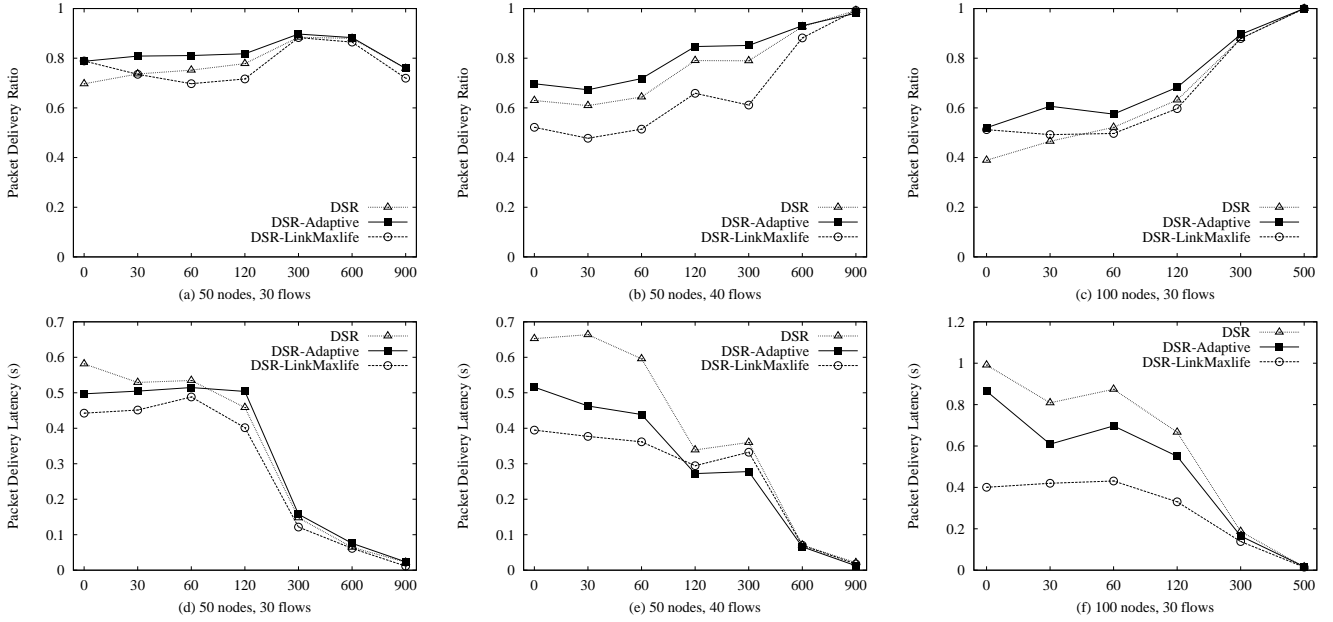 Packet Delivery Ratio
1
0.8
0.6
0.4
0.2
0
DSR
DSR-Adaptive
DSR-LinkMaxlife
0 30 60 120 300 600 900
(a) 50 nodes, 30 flows
Packet Delivery Ratio
1
0.8
0.6
0.4
0.2
0
DSR
DSR-Adaptive
DSR-LinkMaxlife
0 30 60 120 300 600 900
(b) 50 nodes, 40 flows
Packet Delivery Ratio
1
0.8
0.6
0.4
0.2
0
DSR
DSR-Adaptive
DSR-LinkMaxlife
0 30 60 120 300 500
(c) 100 nodes, 30 flows
Packet Delivery Latency (s)
0.7
0.6
0.5
0.4
0.3
0.2
0.1
0
DSR
DSR-Adaptive
DSR-LinkMaxlife
0 30 60 120 300 600 900
(d) 50 nodes, 30 flows
Packet Delivery Latency (s)
0.7
0.6
0.5
0.4
0.3
0.2
0.1
0
DSR
DSR-Adaptive
DSR-LinkMaxlife
0 30 60 120 300 600 900
(e) 50 nodes, 40 flows
Packet Delivery Latency (s)
1.2
1
0.8
0.6
0.4
0.2
0
DSR
DSR-Adaptive
DSR-LinkMaxlife
0 30 60 120 300 500
(f) 100 nodes, 30 flows